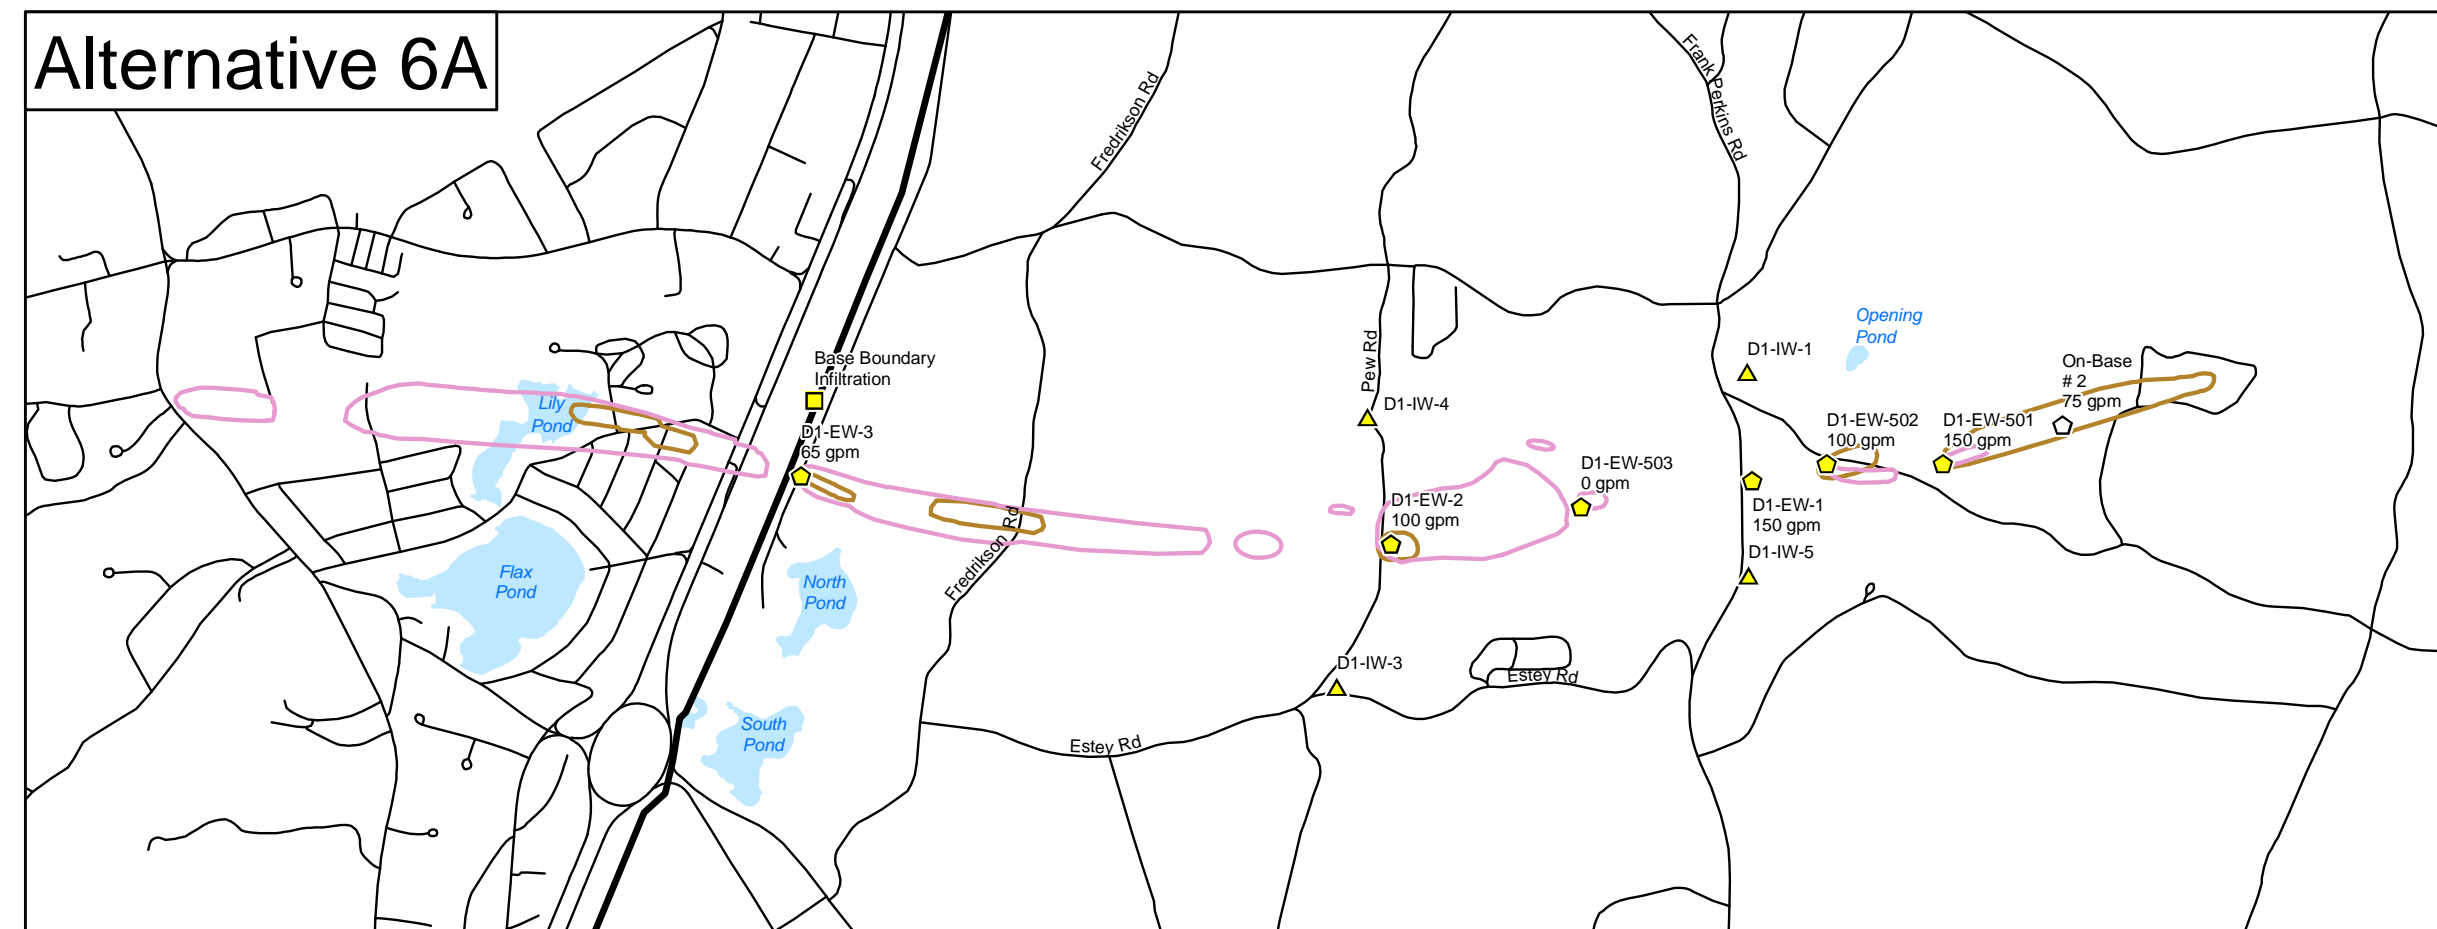 Alternative 6A
Fredrikson Rd
Frank Perkins Rd
Opening
Pond
Base Boundary
Infiltration
Pew Rd
D1-IW-1
On-Base
# 2
75 gpm
Lily
Pond
D1-IW-4
D1-EW-3
65 gpm
D1-EW-502
100 gpm
D1-EW-501
150 gpm
D1-EW-503
0 gpm
D1-EW-2
100 gpm
D1-EW-1
150 gpm
Fredrikson Rd
D1-IW-5
Flax
Pond
North
Pond
D1-IW-3
Estey Rd
South
Pond
Estey Rd